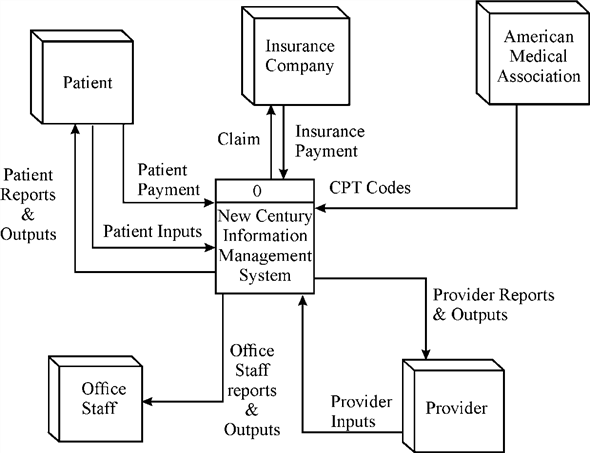 Patient
Insurance
Company
American
Medical
Association
Claim
Insurance
Payment
Patient
Reports
&
Outputs
Patient
Payment
CPT Codes
Patient Inputs
0
New Century
Information
Management
System
Provider Reports
& Outputs
Office
Staff
reports
&
Outputs
Office
Staff
Provider
Inputs
Provider